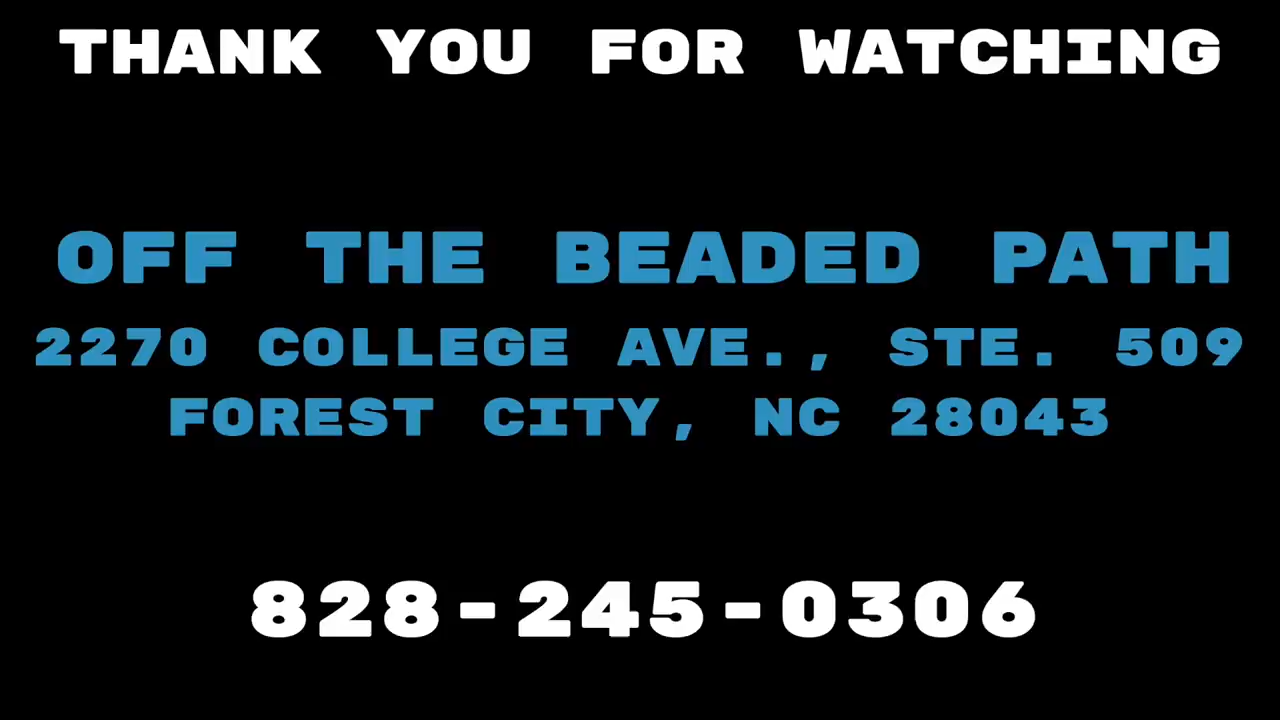 THANK YOU FOR WATCHING
OFF THE BEADED PATH
2270 COLLEGE AVE., STE. 509
FOREST CITY, NC 28043
828-245-0306